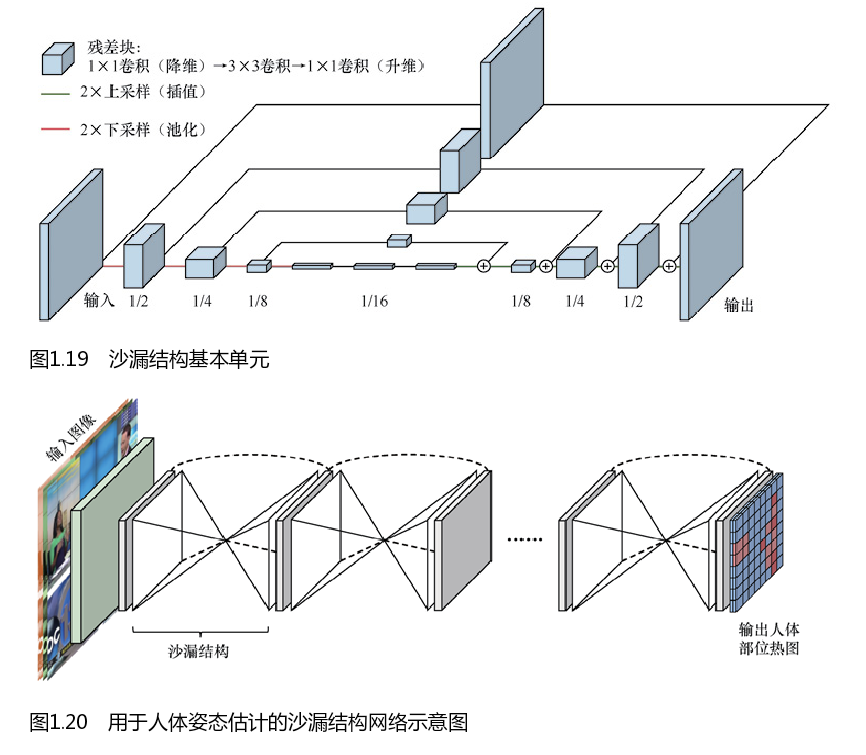 残差块：
1×1卷积（降维）→3×3卷积→1×1卷积（升维）
2×上采样（插值）
2×下采样（池化）
输入 1/2 1/4 1/8 1/16 1/8 1/4 1/2 输出
图1.19 沙漏结构基本单元
输入图像
……
沙漏结构
输出人体
部位热图
图1.20 用于人体姿态估计的沙漏结构网络示意图